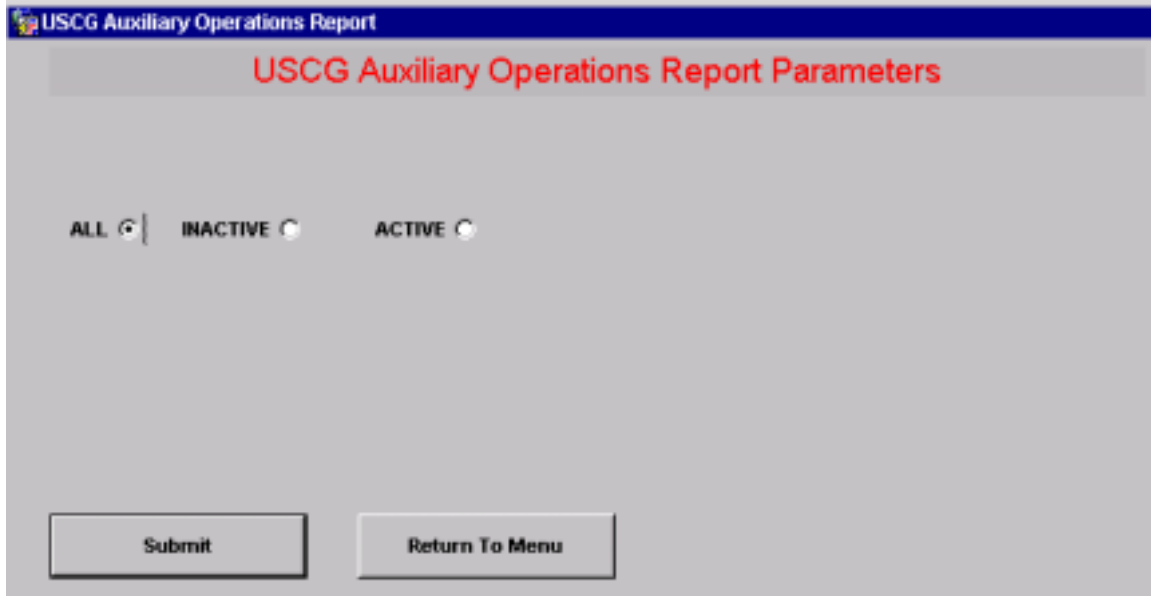 USCG Auxiliary Operations Report
USCG Auxiliary Operations Report Parameters
ALL INACTIVE ACTIVE
Submit Return To Menu